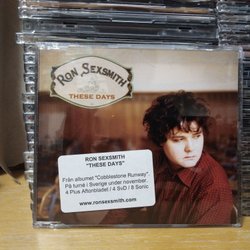 RON SEXSMITH
THESE DAYS
RON SEXSMITH
"THESE DAYS"
Från albumet "Cobblestone Runway"
På turné i Sverige under november.
4 Plus Aftonbladet / 4 SvD / 8 Sonic
www.ronsexsmith.com